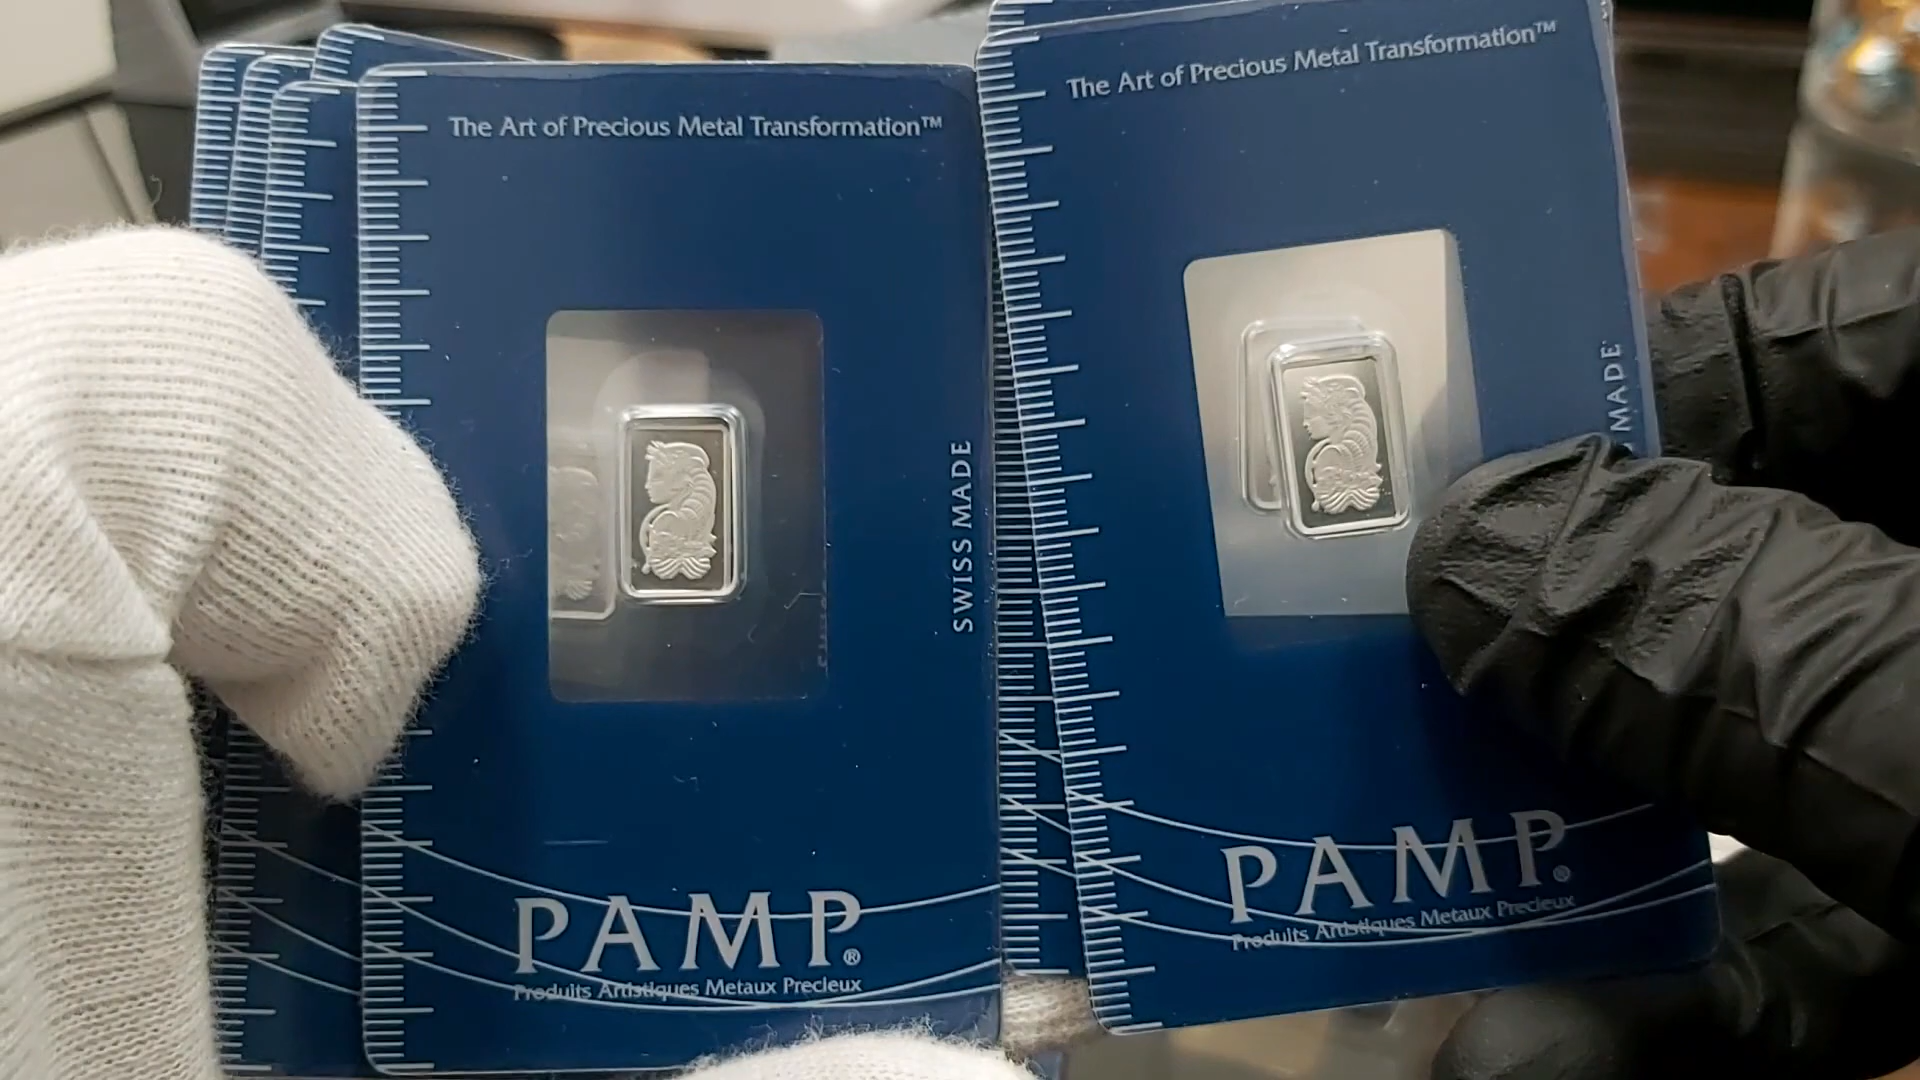 The Art of Precious Metal Transformation™
SWISS MADE
PAMP®
Produits Artistiques Metaux Precieux
The Art of Precious Metal Transformation™
MADE
PAMP®
Produits Artistiques Metaux Precieux